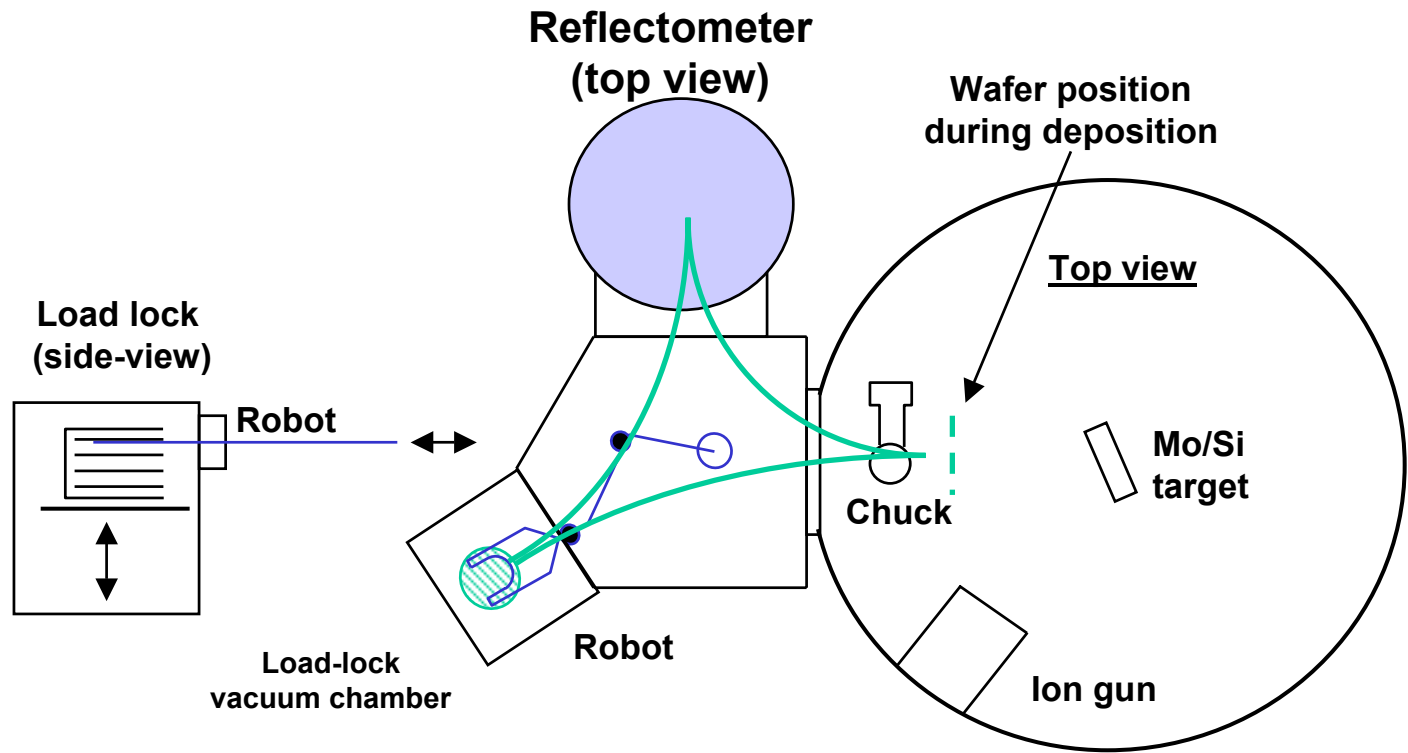 Reflectometer
(top view)
Wafer position
during deposition
Top view
Load lock
(side-view)
Robot
Mo/Si
target
Chuck
Robot
Load-lock
vacuum chamber
Ion gun